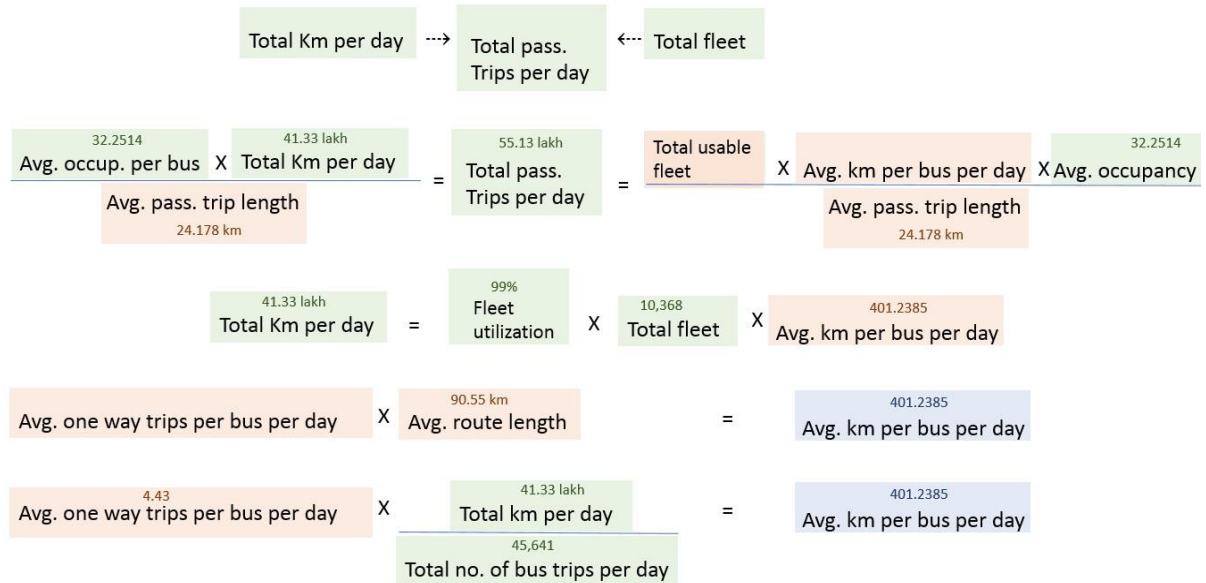 Total Km per day
Total pass.
Trips per day
Total fleet
32.2514
Avg. occup. per bus
X
41.33 lakh
Total Km per day
Avg. pass. trip length
24.178 km
=
55.13 lakh
Total pass.
Trips per day
=
Total usable
fleet
X
Avg. km per bus per day
X
32.2514
Avg. occupancy
Avg. pass. trip length
24.178 km
41.33 lakh
Total Km per day
=
99%
Fleet
utilization
X
10,368
Total fleet
X
401.2385
Avg. km per bus per day
Avg. one way trips per bus per day
X
90.55 km
Avg. route length
=
401.2385
Avg. km per bus per day
4.43
Avg. one way trips per bus per day
X
41.33 lakh
Total km per day
45,641
Total no. of bus trips per day
=
401.2385
Avg. km per bus per day